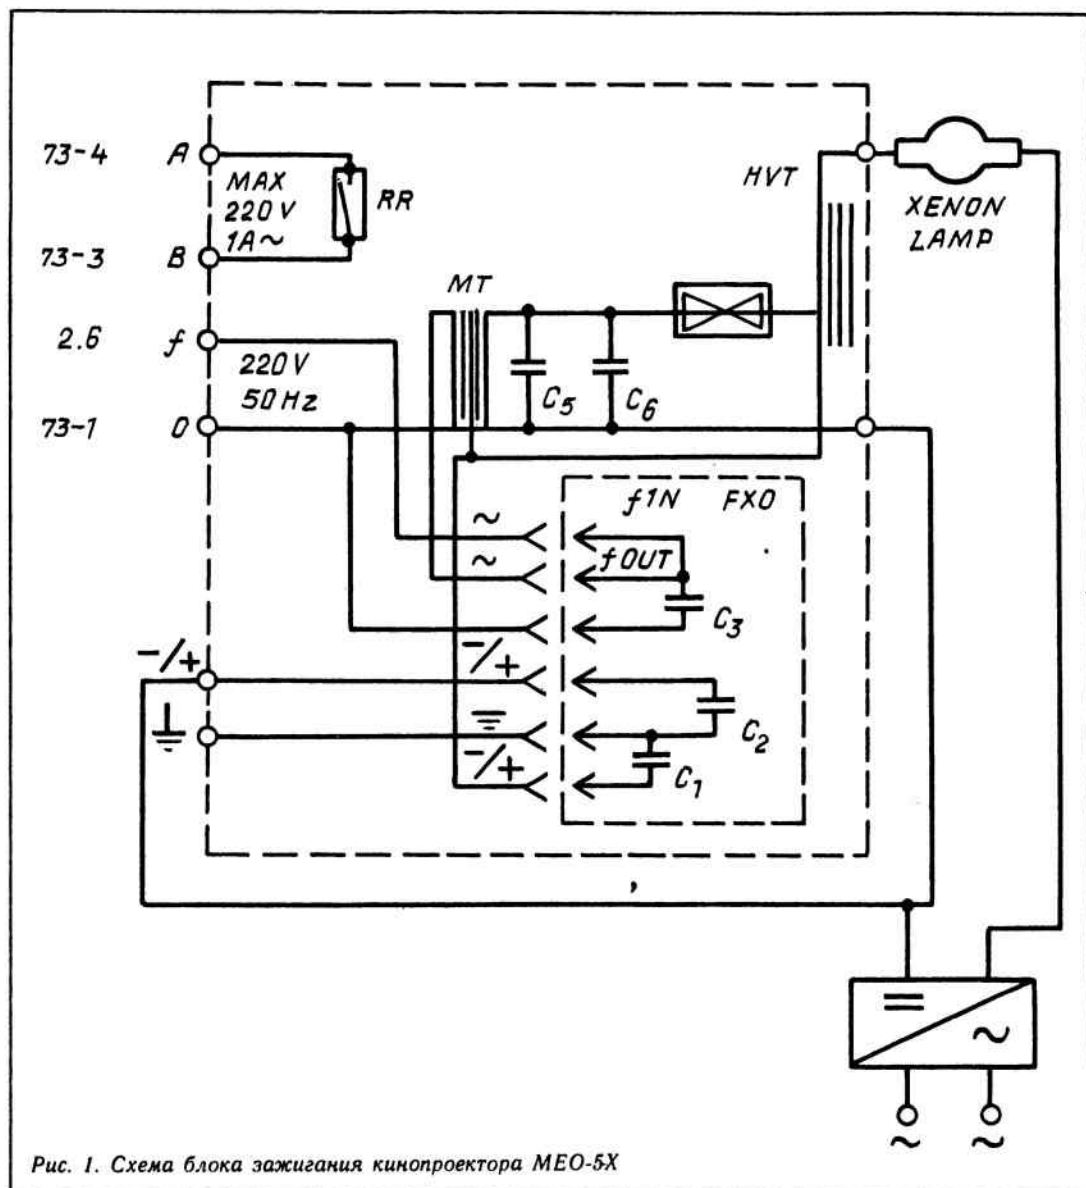 73-4 A
MAX
220 V
1A ~
RR
73-3 B
HVT
XENON
LAMP
MT
2.6 f
220 V
50 Hz
C5
C6
73-1 0
f1N FXO
~
~
f OUT
C3
-/+
-/+
C2
-/+
C1
=
~
~
~
Рис. 1. Схема блока зажигания кинопроектора МЕО-5Х